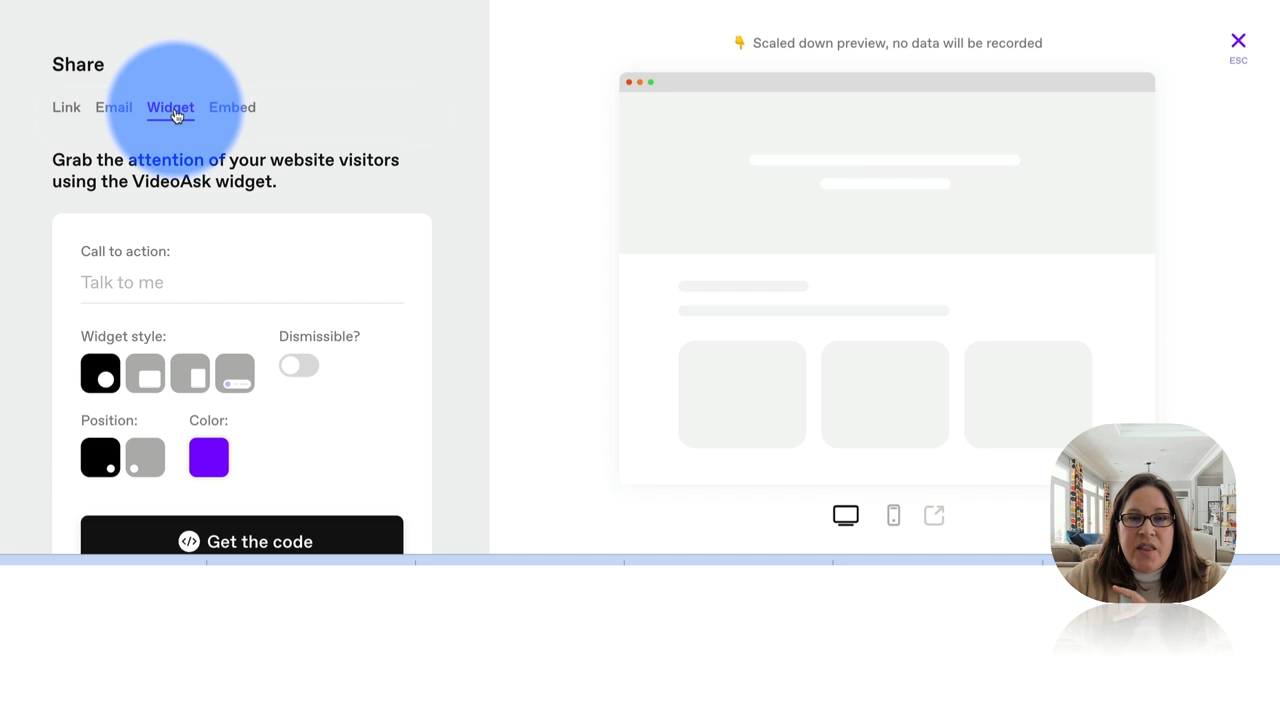 Share
Link Email Widget Embed
Grab the attention of your website visitors
using the VideoAsk widget.
Call to action:
Talk to me
Widget style: Dismissible?
Position: Color:
</> Get the code
👇 Scaled down preview, no data will be recorded
ESC